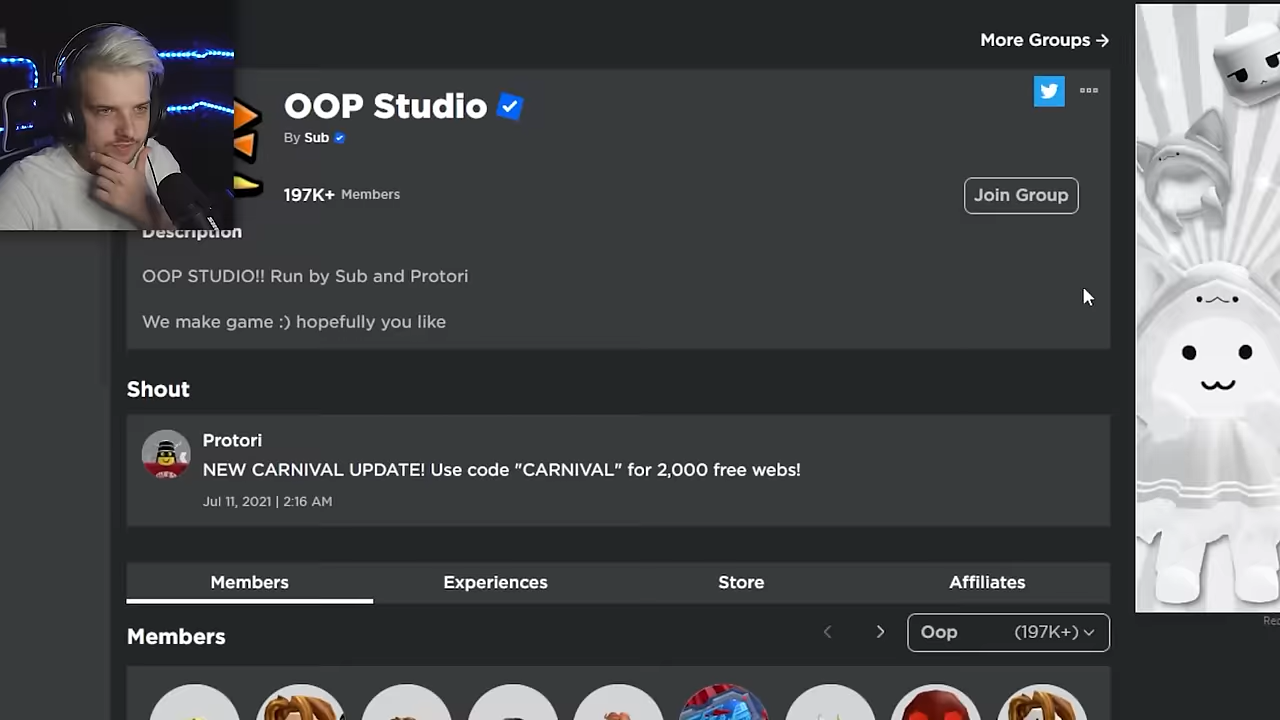 More Groups →
OOP Studio
By Sub
197K+ Members
Join Group
Description
OOP STUDIO!! Run by Sub and Protori
We make game :) hopefully you like
Shout
Protori
NEW CARNIVAL UPDATE! Use code "CARNIVAL" for 2,000 free webs!
Jul 11, 2021 | 2:16 AM
Members
Experiences
Store
Affiliates
Members
Oop (197K+)